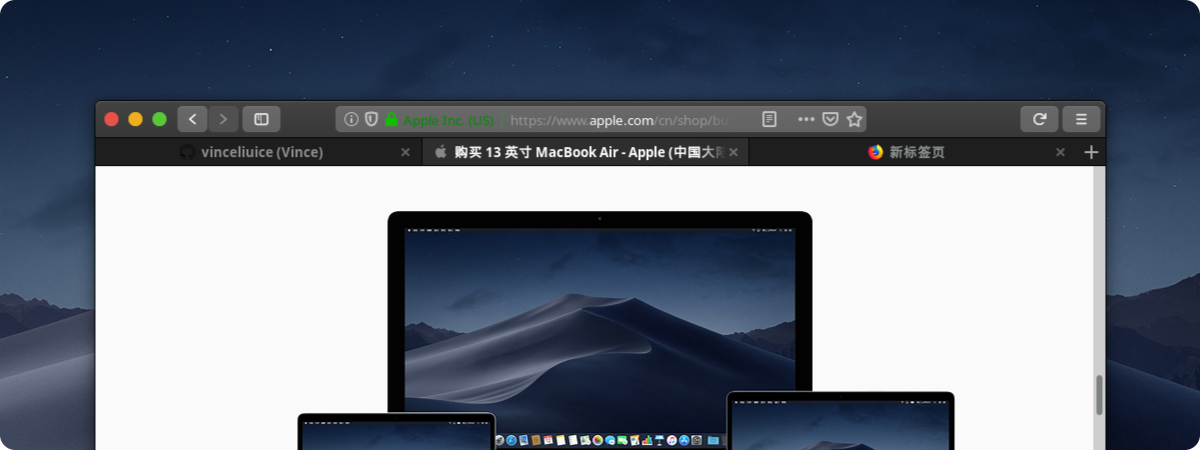 Apple Inc. (US) https://www.apple.com/cn/shop/bu
vinceliuice (Vince) 购买 13 英寸 MacBook Air - Apple (中国大 新标签页